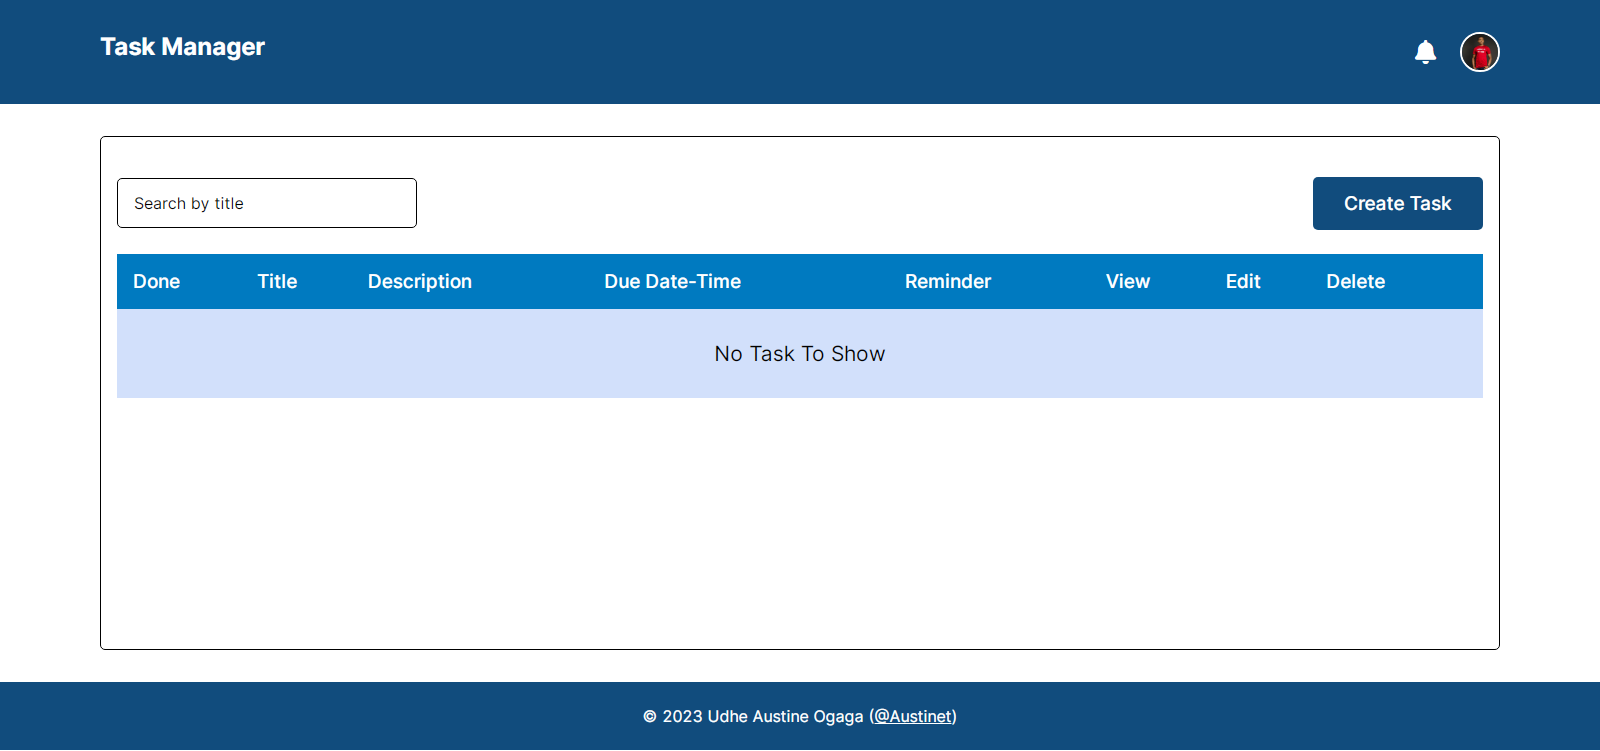 Task Manager
Search by title
Create Task
Done Title Description Due Date-Time Reminder View Edit Delete
No Task To Show
© 2023 Udhe Austine Ogaga (@Austinet)